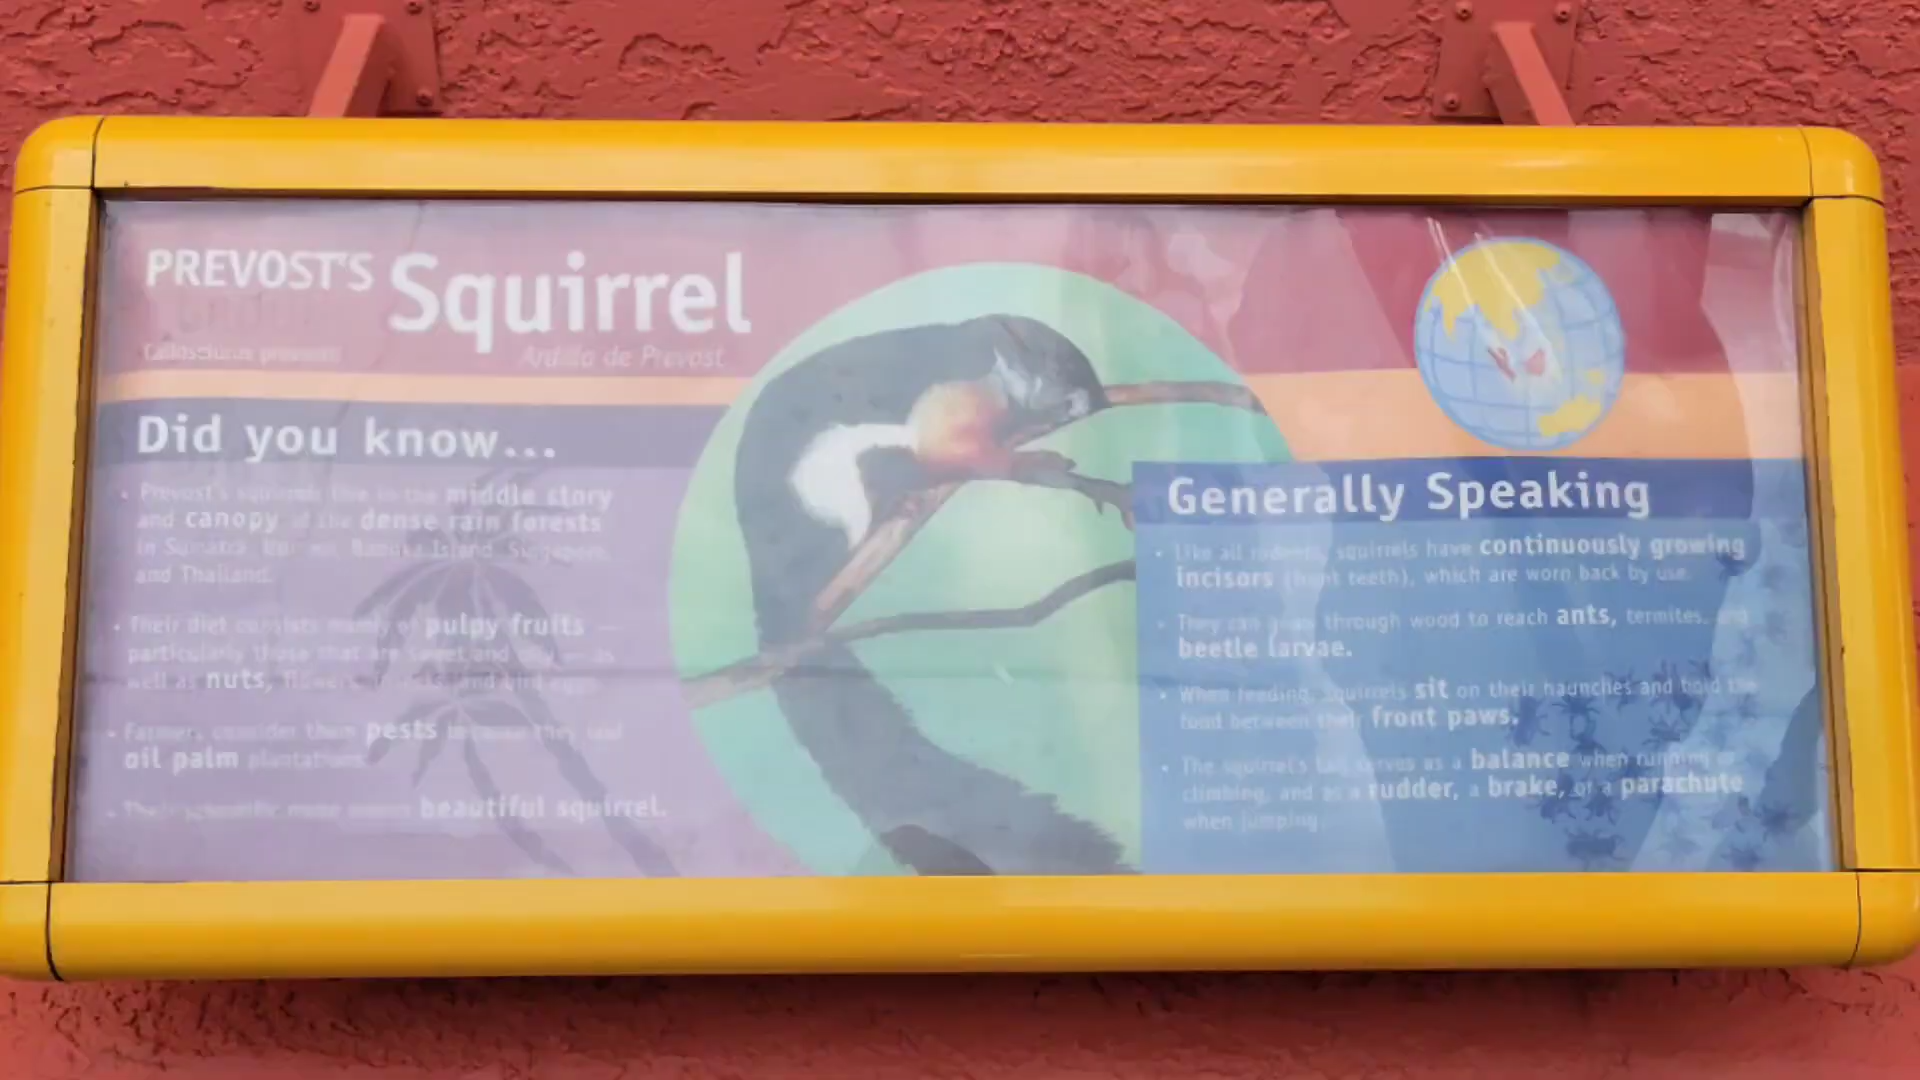 PREVOST'S Squirrel
Callosciurus prevosti
Ardilla de Prevost
Did you know...
• Prevost's squirrels live in the middle story
and canopy of the dense rain forests
in Sumatra, Borneo, Bangka Island, Singapore,
and Thailand.
• Their diet consists mainly of pulpy fruits —
particularly those that are sweet and oily — as
well as nuts, flowers, insects, and bird eggs.
• Farmers consider them pests because they raid
oil palm plantations.
• Their scientific name means beautiful squirrel.
Generally Speaking
• Like all rodents, squirrels have continuously growing
incisors (front teeth), which are worn back by use.
• They can gnaw through wood to reach ants, termites, and
beetle larvae.
• When feeding, squirrels sit on their haunches and hold the
food between their front paws.
• The squirrel's tail serves as a balance when running or
climbing, and as a rudder, a brake, or a parachute
when jumping.